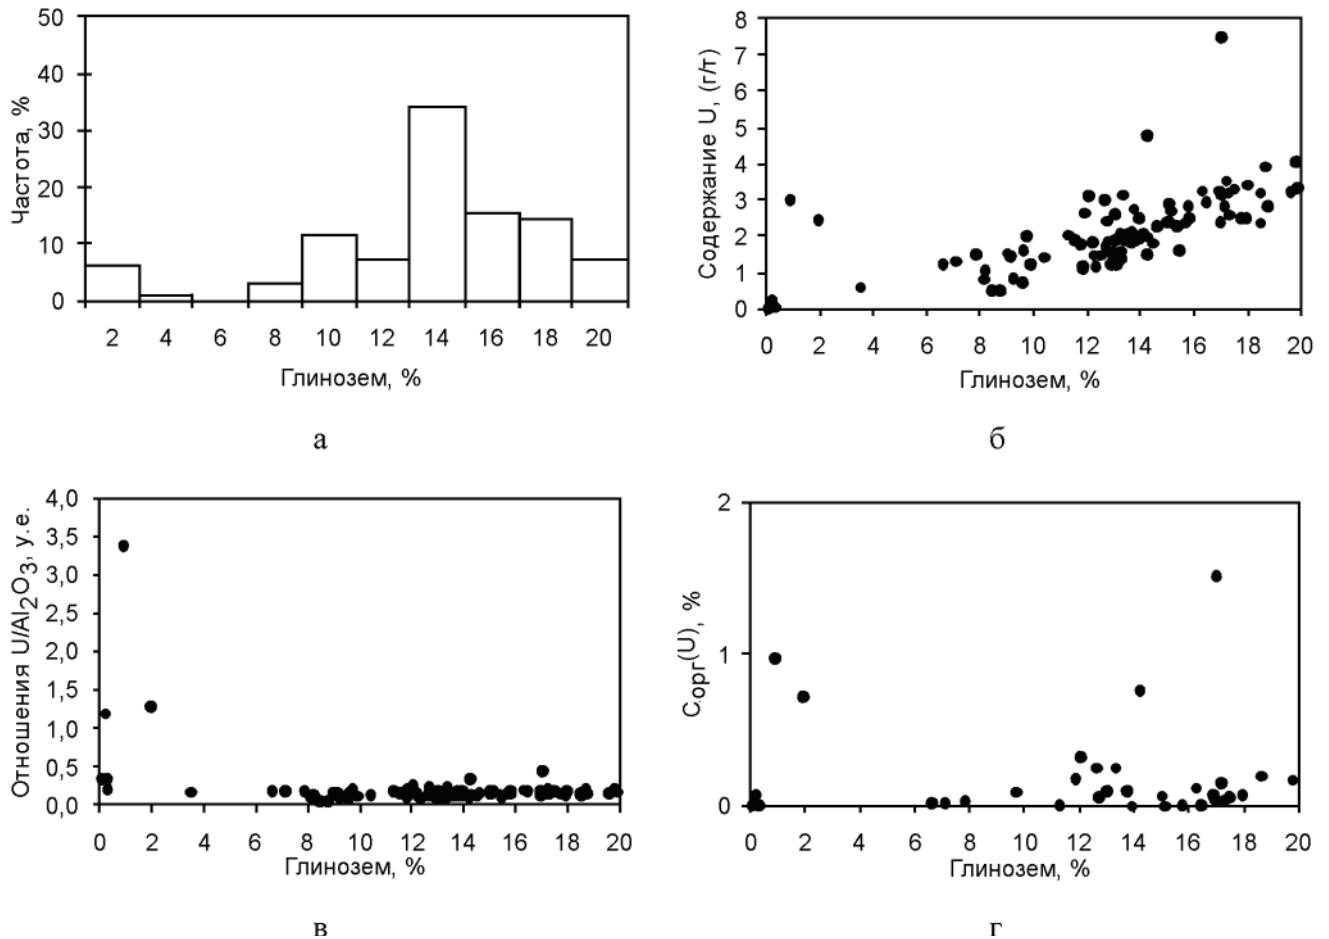 50
40
30
20
10
0
Частота, %
2 4 6 8 10 12 14 16 18 20
Глинозем, %
а
8
7
6
5
4
3
2
1
0
Содержание U, (г/т)
0 2 4 6 8 10 12 14 16 18 20
Глинозем, %
б
4,0
3,5
3,0
2,5
2,0
1,5
1,0
0,5
0,0
Отношения U/Al2O3, у.е.
0 2 4 6 8 10 12 14 16 18 20
Глинозем, %
в
2
1
0
Сорг(U), %
0 2 4 6 8 10 12 14 16 18 20
Глинозем, %
г